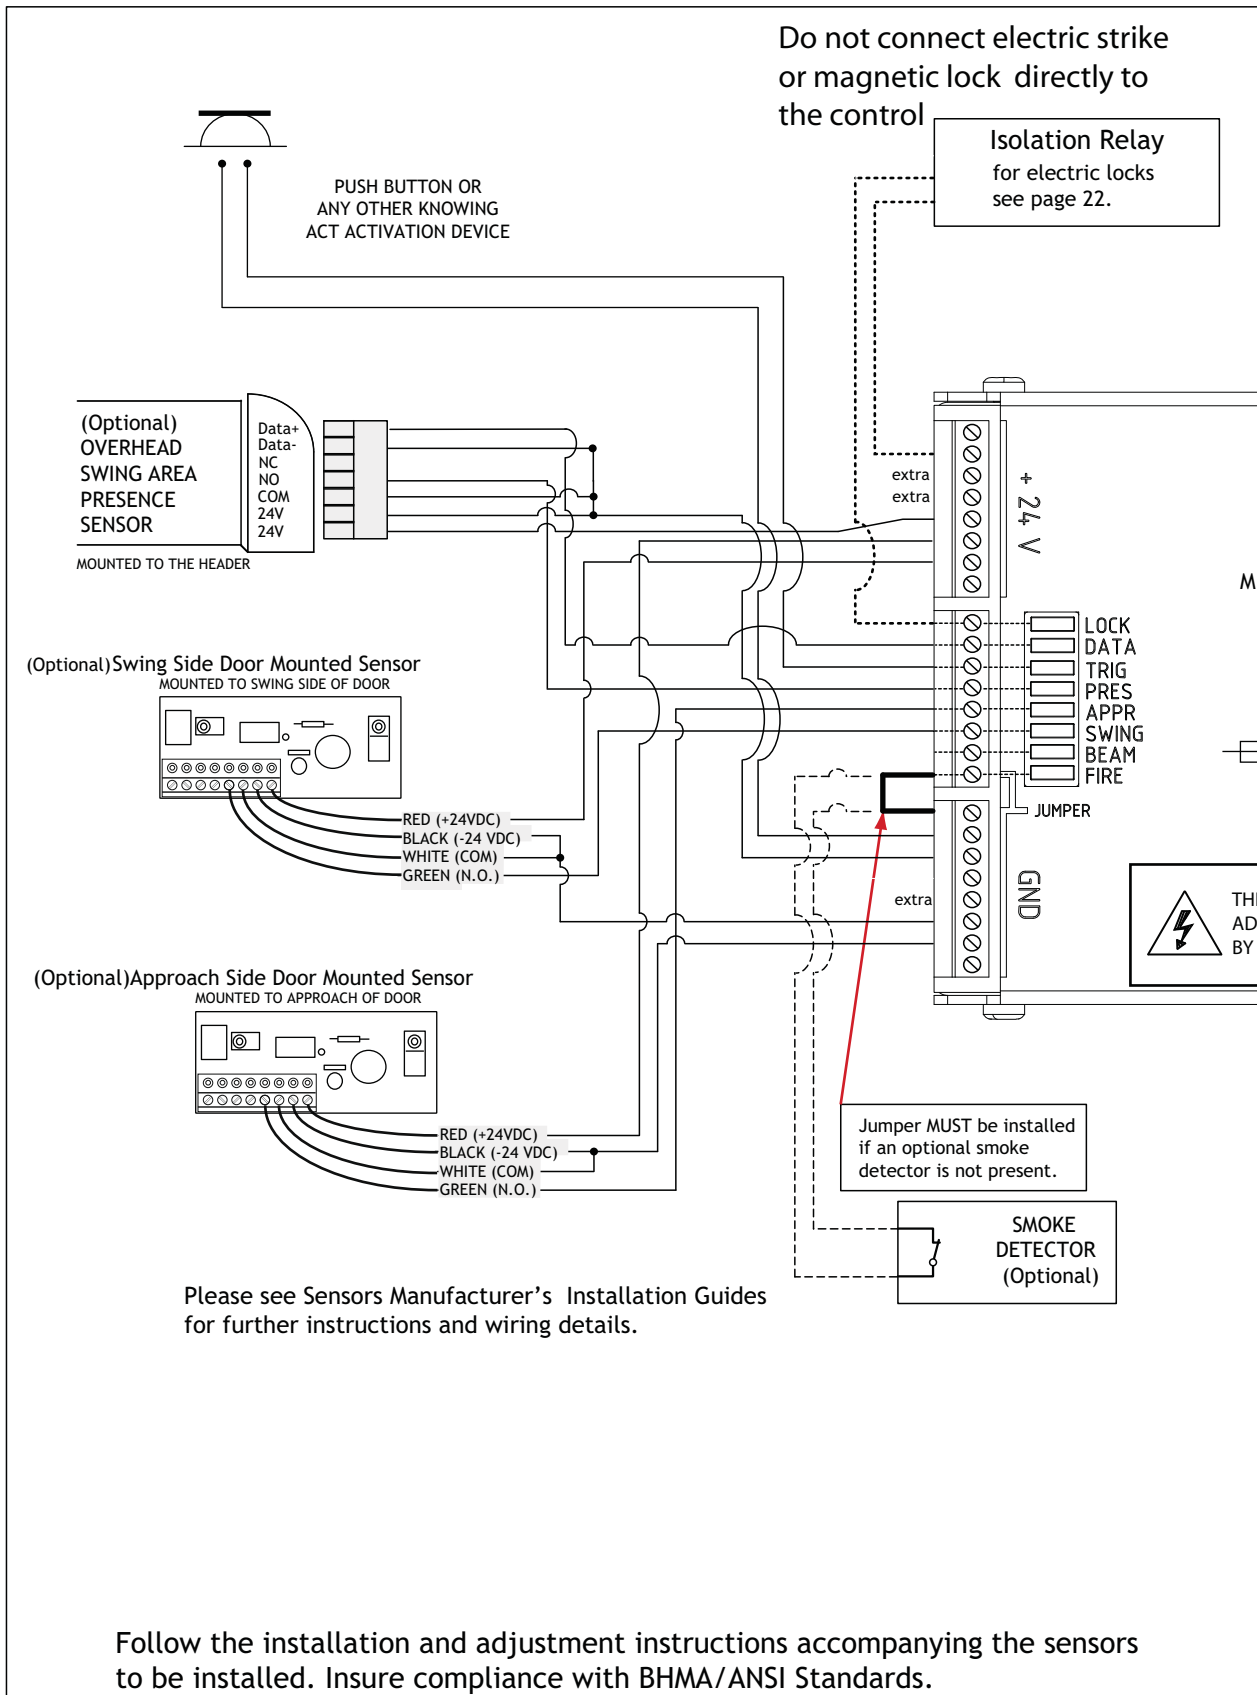 Do not connect electric strike
or magnetic lock directly to
the control
Isolation Relay
for electric locks
see page 22.
PUSH BUTTON OR
ANY OTHER KNOWING
ACT ACTIVATION DEVICE
(Optional)
OVERHEAD
SWING AREA
PRESENCE
SENSOR
MOUNTED TO THE HEADER
Data+
Data-
NC
NO
COM
24V
24V
extra
extra
+ 24 V
M
LOCK
DATA
TRIG
PRES
APPR
SWING
BEAM
FIRE
JUMPER
(Optional)Swing Side Door Mounted Sensor
MOUNTED TO SWING SIDE OF DOOR
RED (+24VDC)
BLACK (-24 VDC)
WHITE (COM)
GREEN (N.O.)
extra
GND
THE
AD
BY
(Optional)Approach Side Door Mounted Sensor
MOUNTED TO APPROACH OF DOOR
RED (+24VDC)
BLACK (-24 VDC)
WHITE (COM)
GREEN (N.O.)
Jumper MUST be installed
if an optional smoke
detector is not present.
SMOKE
DETECTOR
(Optional)
Please see Sensors Manufacturer's Installation Guides
for further instructions and wiring details.
Follow the installation and adjustment instructions accompanying the sensors
to be installed. Insure compliance with BHMA/ANSI Standards.